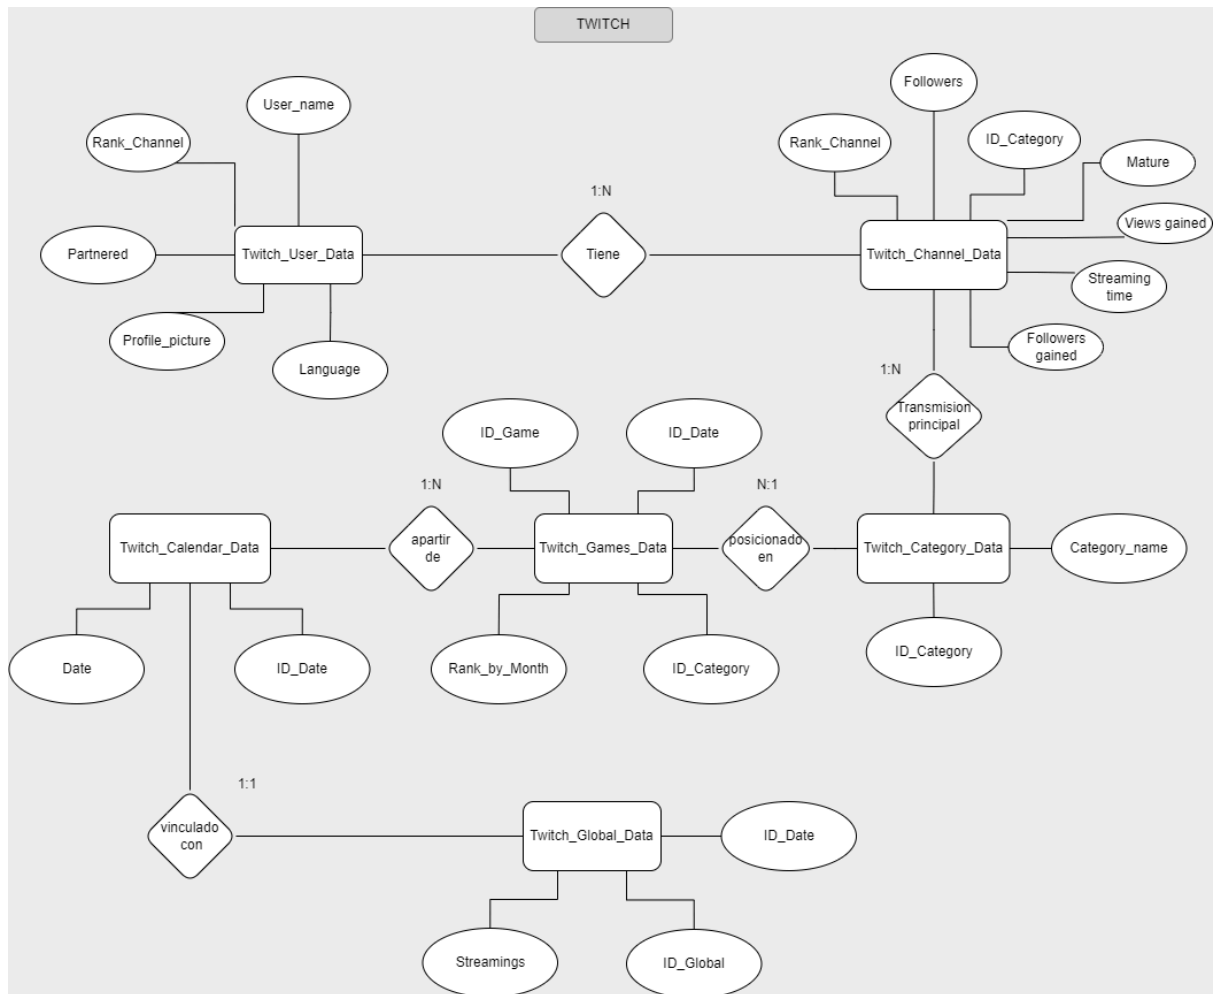 TWITCH
Followers
User_name
Rank_Channel
Rank_Channel
ID_Category
Mature
1:N
Views gained
Partnered
Twitch_User_Data
Tiene
Twitch_Channel_Data
Streaming
time
Profile_picture
Language
Followers
gained
1:N
Transmision
principal
ID_Game
ID_Date
1:N
N:1
Twitch_Calendar_Data
apartir
de
Twitch_Games_Data
posicionado
en
Twitch_Category_Data
Category_name
Date
ID_Date
Rank_by_Month
ID_Category
ID_Category
1:1
vinculado
con
Twitch_Global_Data
ID_Date
Streamings
ID_Global